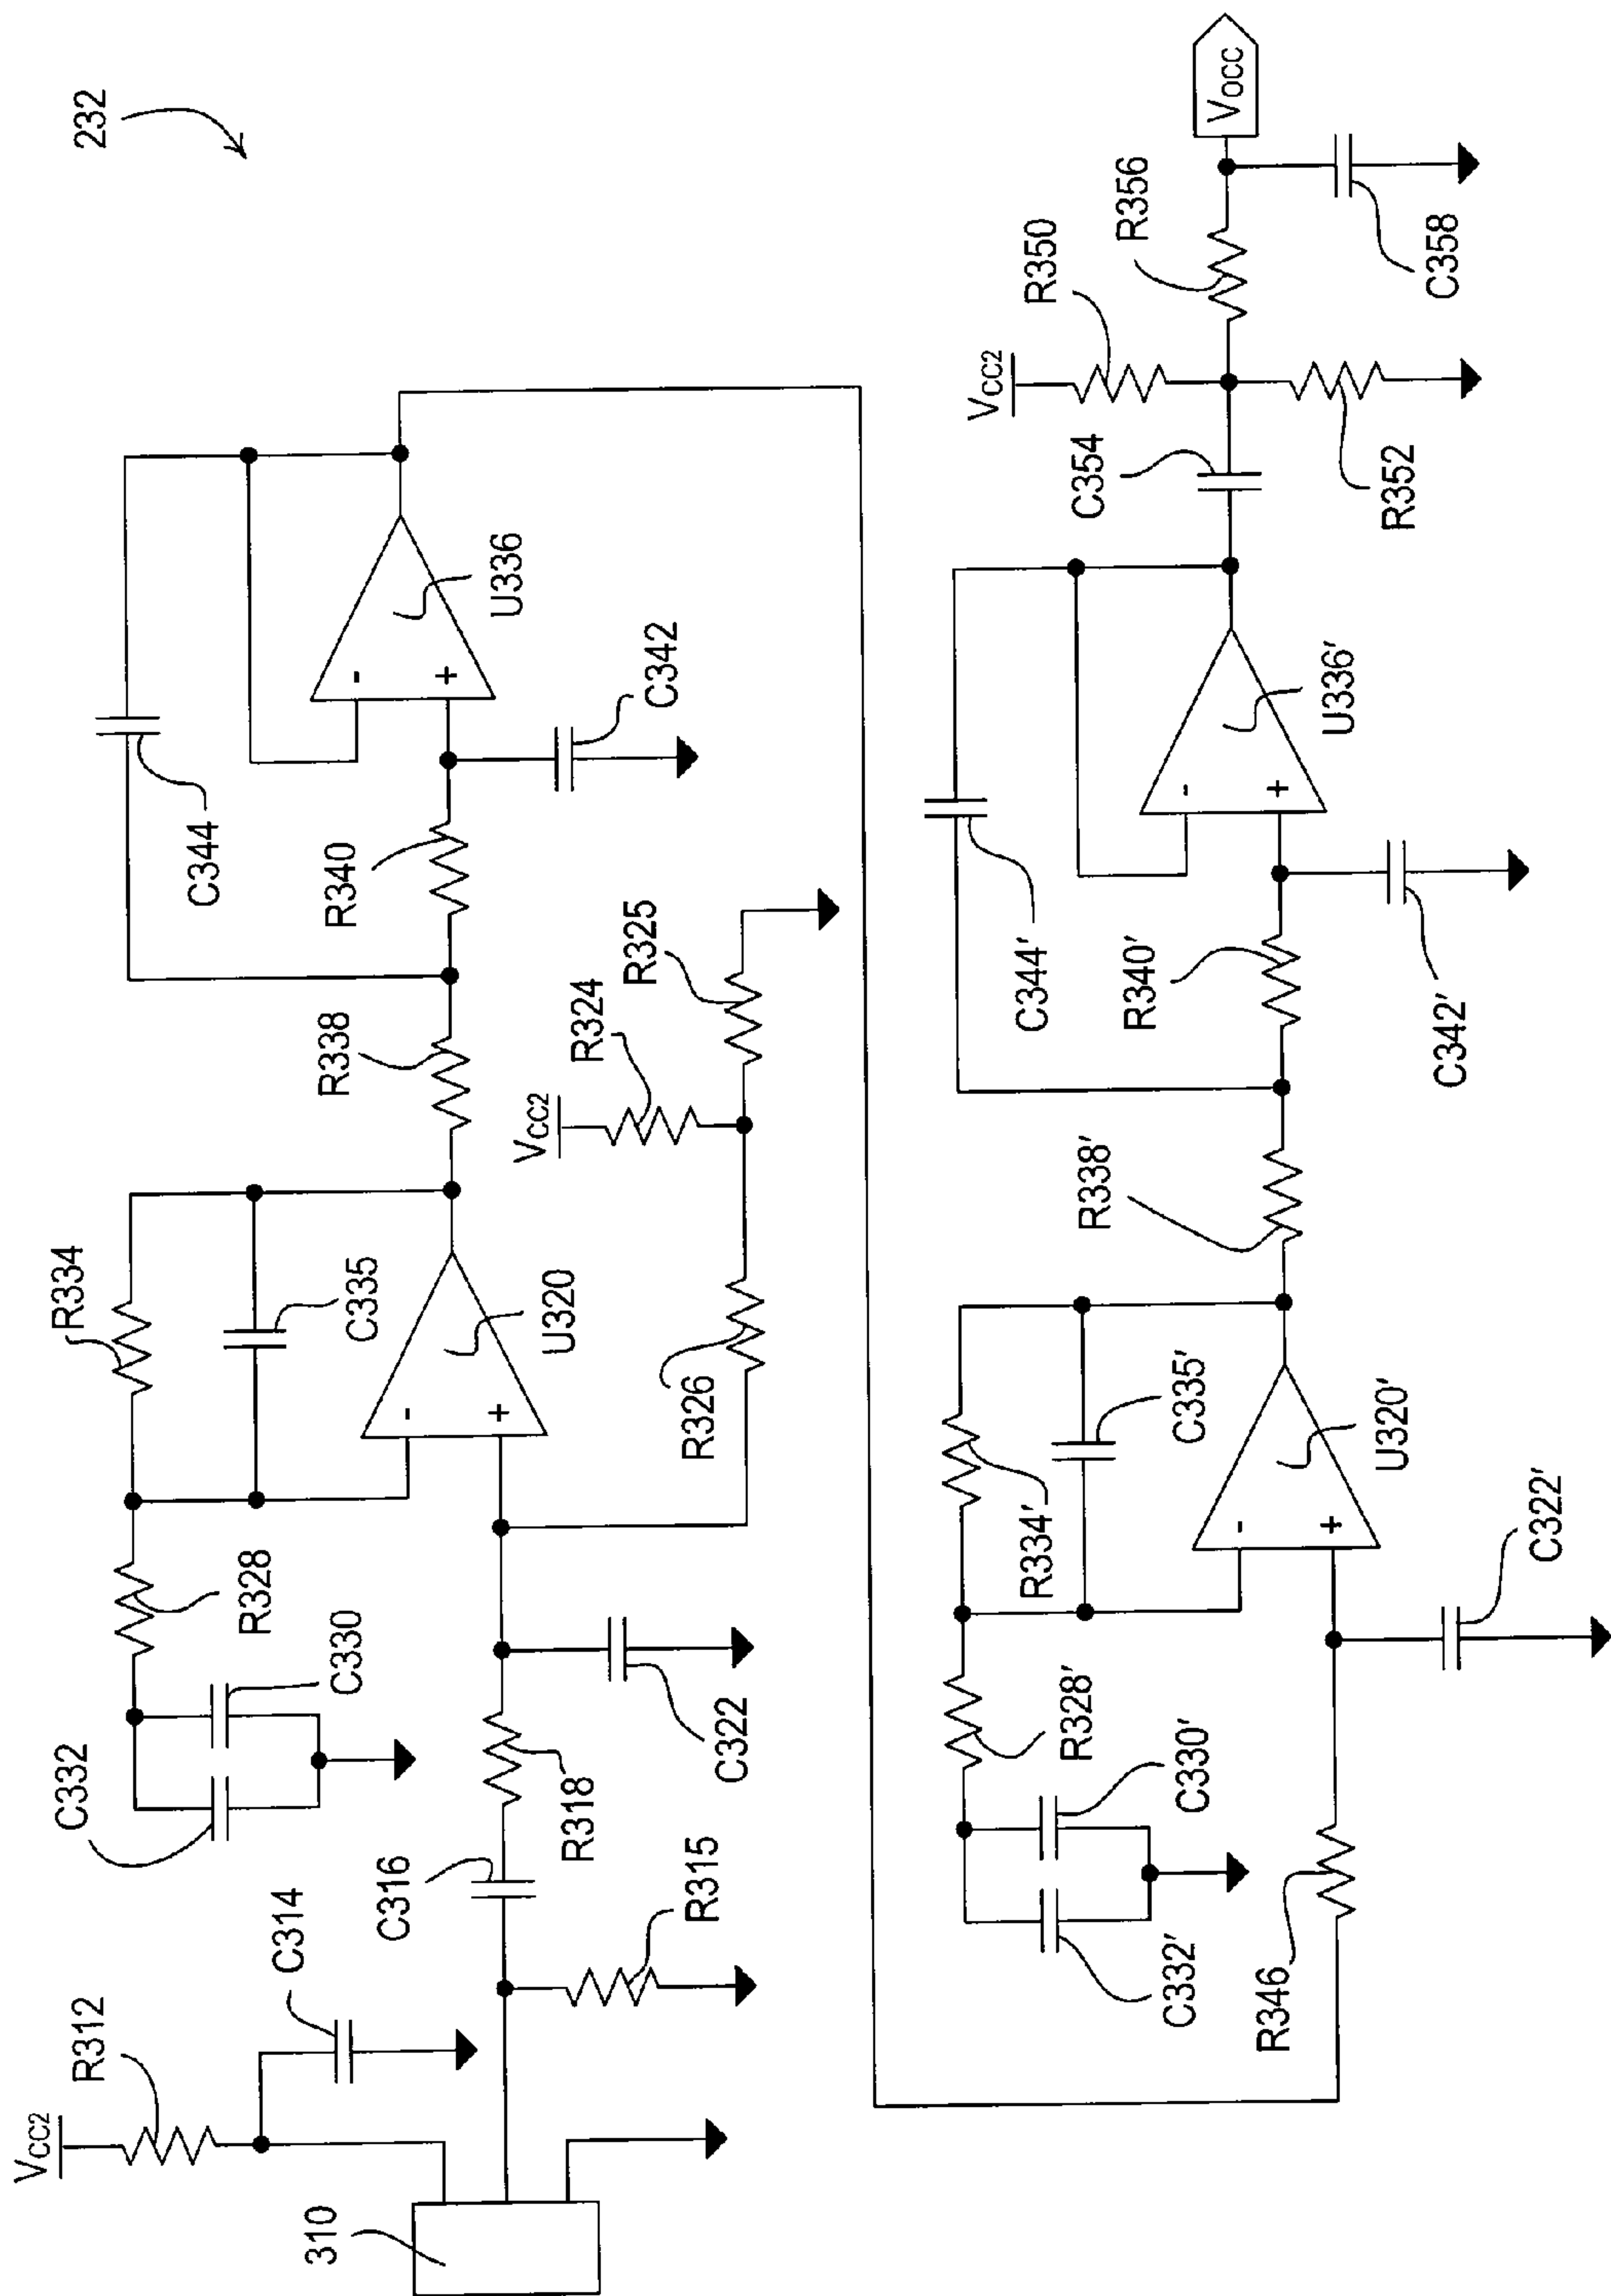 232
VCC2
R312
C314
310
R315
C316
R318
C322
C332
C330
R328
R334
C335
U320
R326
VCC2
R324
R325
R338
R340
C344
C342
U336
-
+
-
+
R346
C322′
C332′
C330′
R328′
R334′
C335′
U320′
-
+
R338′
R340′
C344′
C342′
U336′
-
+
C354
VCC2
R350
R352
R356
C358
VOCC